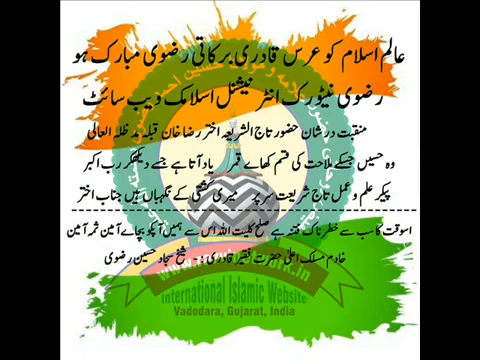 عالم اسلام کو عرس قادری برکاتی رضوی مبارک ہو
رضوی نیٹورک انٹرنیشنل اسلامک ویب سائٹ
منقبت در شان حضور تاج الشریعہ اختر رضا خان قبلہ مد ظلہ العالی
وہ حسیں جسکے ملاحت کی قسم کھاے قمر یاد آتا ہے جسے دیکھکر رب اکبر
پیکر علم و عمل تاج شریعت سر پر میری کشتی کے نگہباں ہیں جناب اختر
اسوقت کا سب سے خطرناک فتنہ ہے صلح کلیت اللہ اس سے ہمیں آپکو بچاے آمین ثمہ آمین
خادم مسلک اعلیٰ حضرت فقیر قادری شیخ سجاد حسین رضوی
International Islamic Website
Vadodara, Gujarat, India